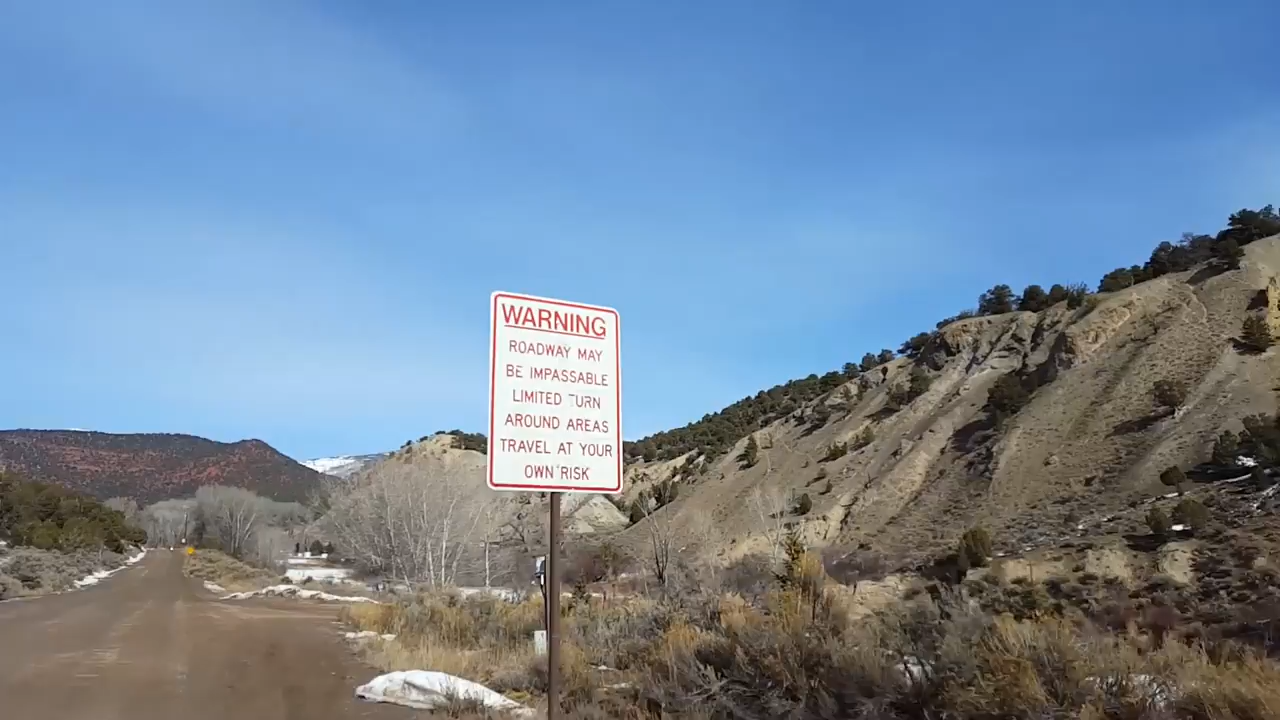 WARNING
ROADWAY MAY
BE IMPASSABLE
LIMITED TURN
AROUND AREAS
TRAVEL AT YOUR
OWN RISK